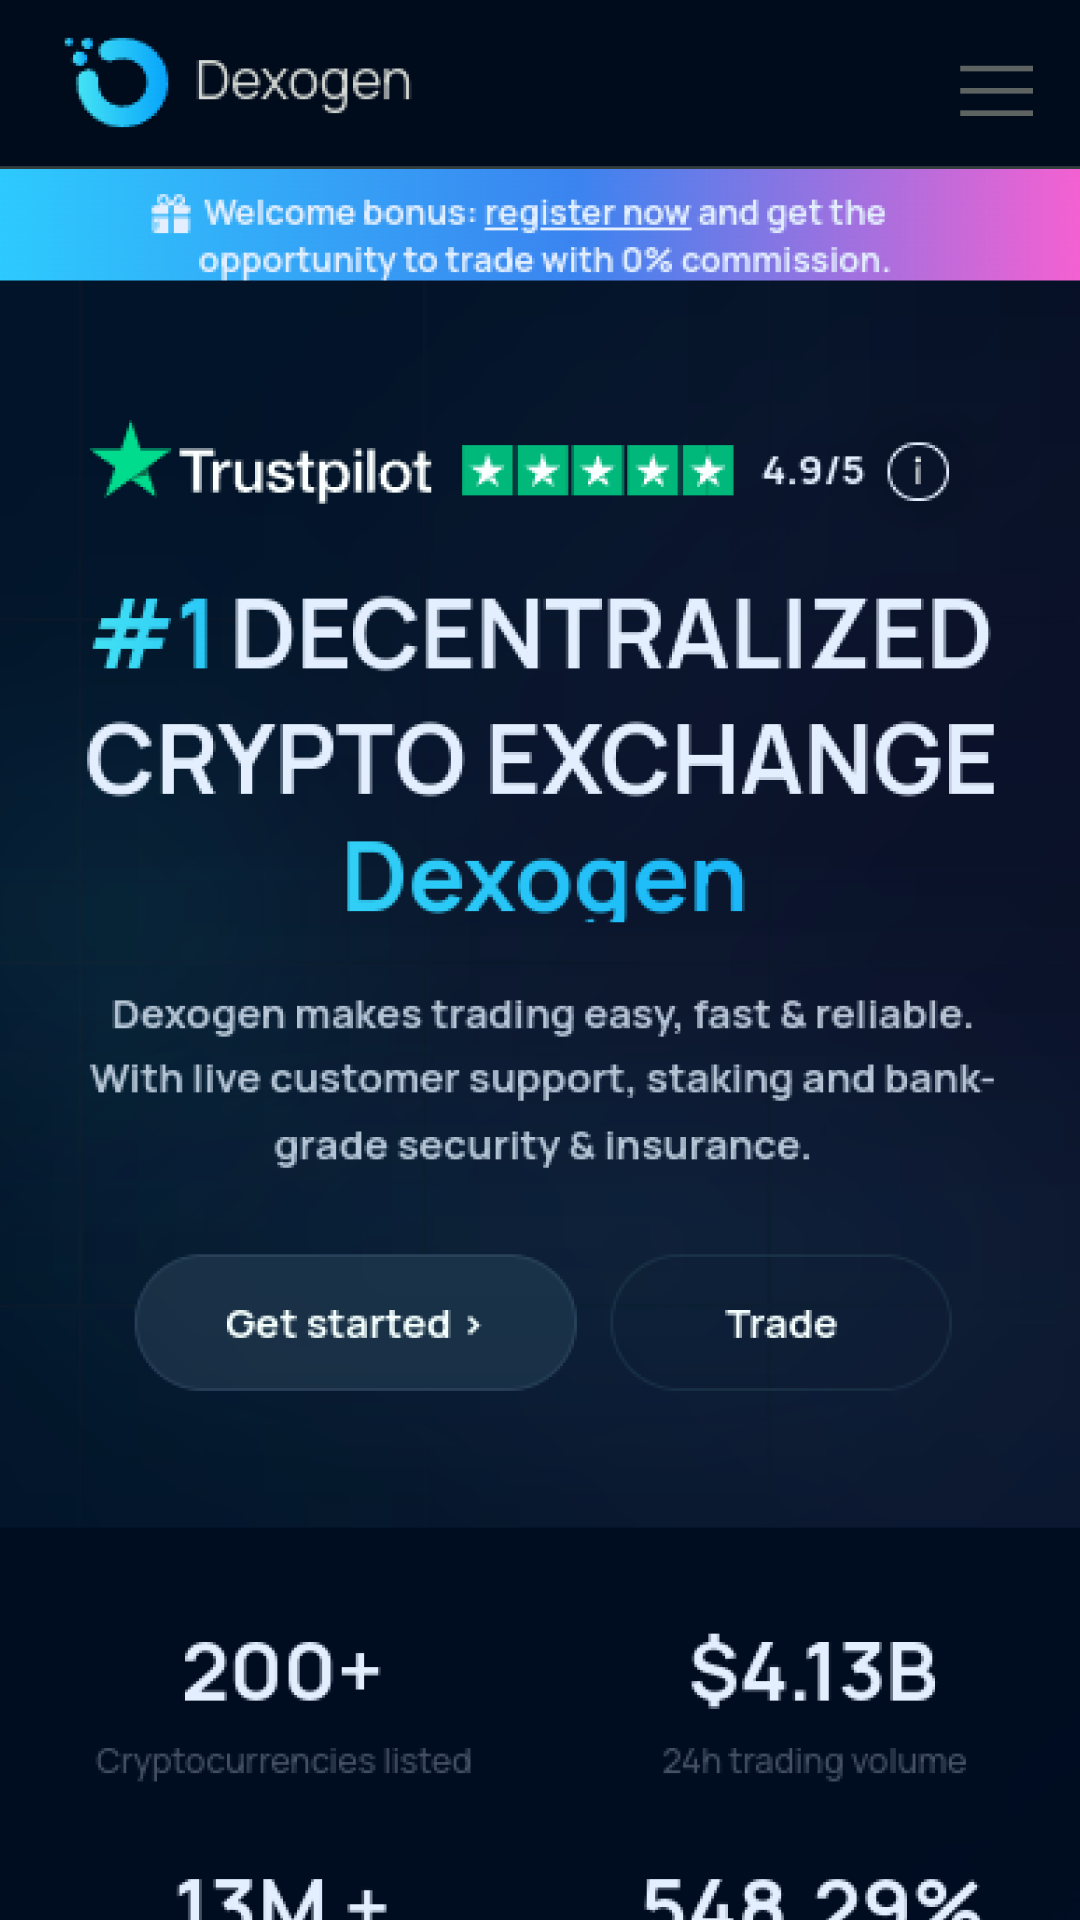 Dexogen
Welcome bonus: register now and get the
opportunity to trade with 0% commission.
Trustpilot 4.9/5 i
#1 DECENTRALIZED
CRYPTO EXCHANGE
Dexogen
Dexogen makes trading easy, fast & reliable.
With live customer support, staking and bank-
grade security & insurance.
Get started › Trade
200+ $4.13B
Cryptocurrencies listed 24h trading volume
13M + 548.29%